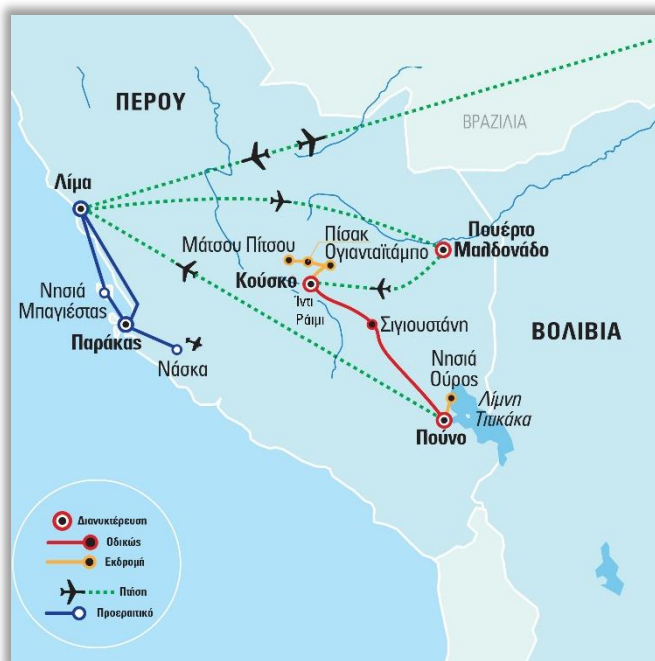 ΠΕΡΟΥ
ΒΡΑΖΙΛΙΑ
Λίμα
Πουέρτο
Μαλδονάδο
Πίσακ
Μάτσου Πίτσου
Ογιανταϊτάμπο
Κούσκο
Ίντι
Ράιμι
Νησιά
Μπαγιέστας
Παράκας
Νάσκα
Σιγιουστάνη
ΒΟΛΙΒΙΑ
Νησιά
Ούρος
Λίμνη
Τιτικάκα
Πούνο
Διανυκτέρευση
Οδικώς
Εκδρομή
Πτήση
Προεραιτικό